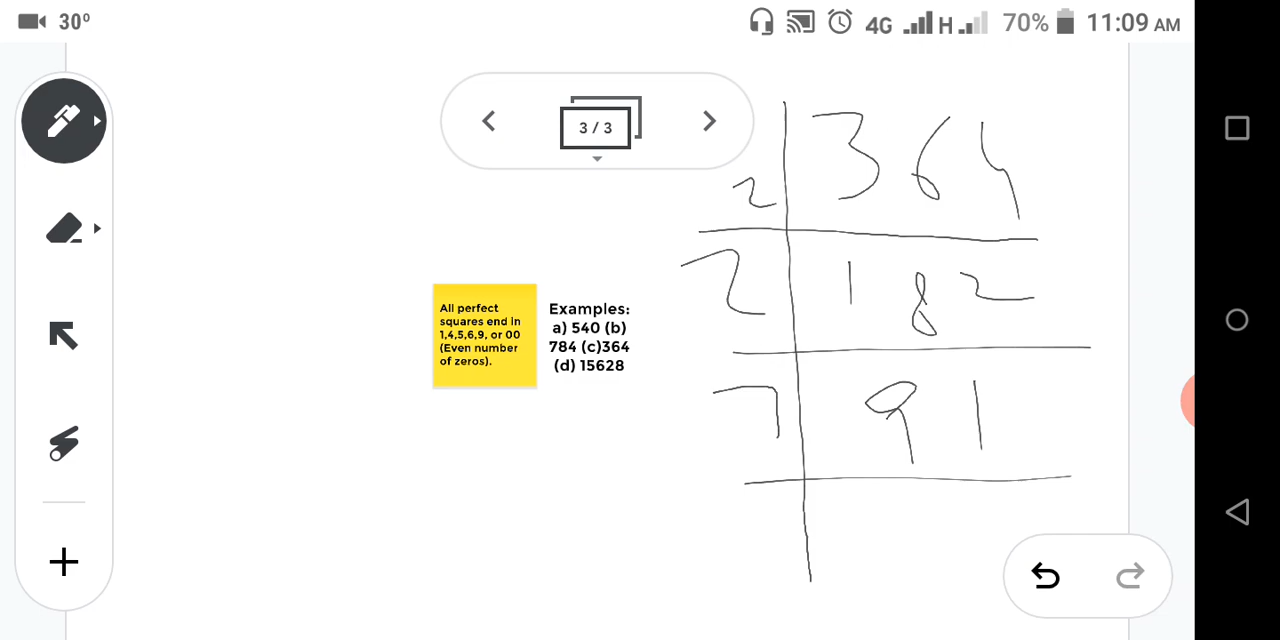 30°
4G H 70% 11:09 AM
3 / 3
2 364
2 182
7 91
All perfect
squares end in
1,4,5,6,9, or 00
(Even number
of zeros).
Examples:
a) 540 (b)
784 (c)364
(d) 15628